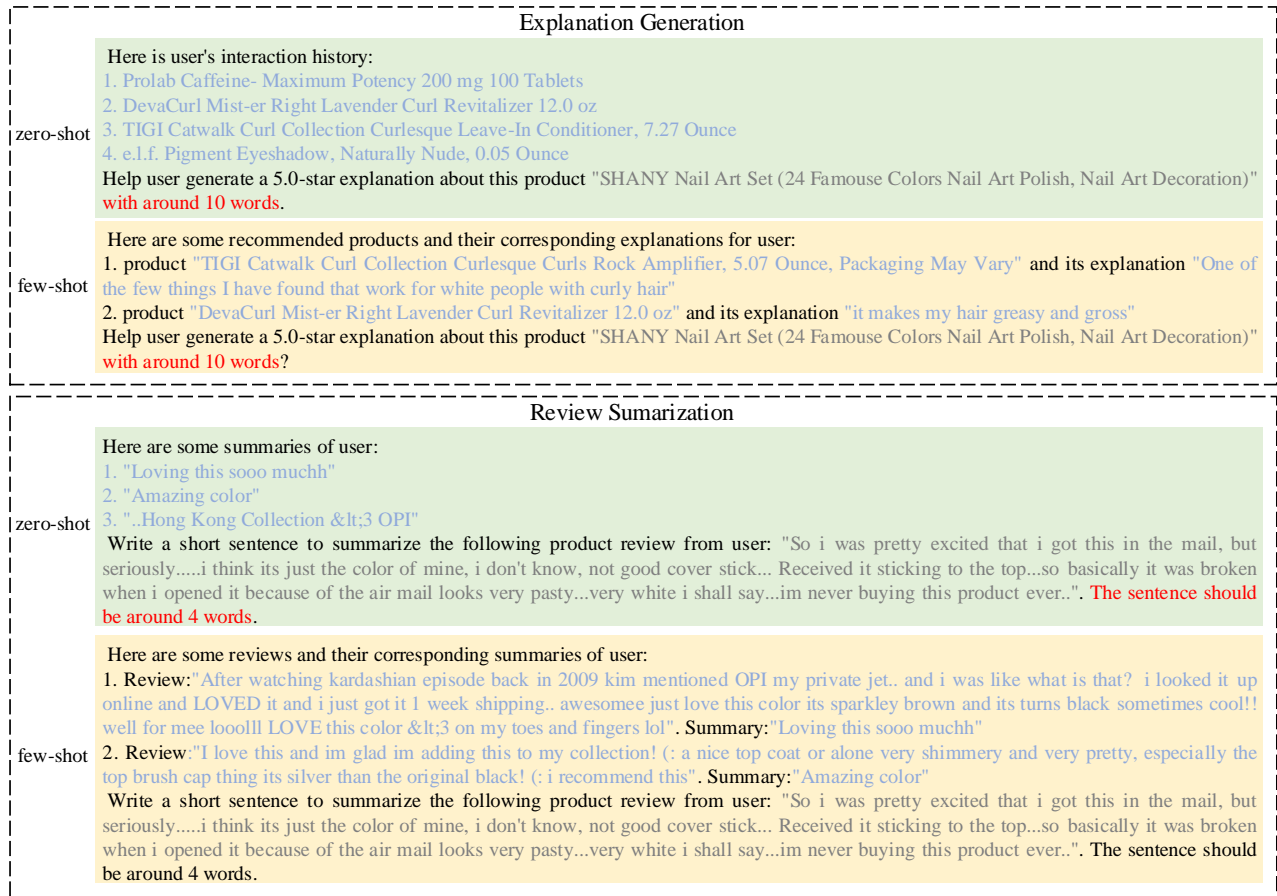 Explanation Generation
zero-shot
Here is user's interaction history:
1. Prolab Caffeine- Maximum Potency 200 mg 100 Tablets
2. DevaCurl Mist-er Right Lavender Curl Revitalizer 12.0 oz
3. TIGI Catwalk Curl Collection Curlesque Leave-In Conditioner, 7.27 Ounce
4. e.l.f. Pigment Eyeshadow, Naturally Nude, 0.05 Ounce
Help user generate a 5.0-star explanation about this product "SHANY Nail Art Set (24 Famouse Colors Nail Art Polish, Nail Art Decoration)"
with around 10 words.
few-shot
Here are some recommended products and their corresponding explanations for user:
1. product "TIGI Catwalk Curl Collection Curlesque Curls Rock Amplifier, 5.07 Ounce, Packaging May Vary" and its explanation "One of
the few things I have found that work for white people with curly hair"
2. product "DevaCurl Mist-er Right Lavender Curl Revitalizer 12.0 oz" and its explanation "it makes my hair greasy and gross"
Help user generate a 5.0-star explanation about this product "SHANY Nail Art Set (24 Famouse Colors Nail Art Polish, Nail Art Decoration)"
with around 10 words?
Review Sumarization
zero-shot
Here are some summaries of user:
1. "Loving this sooo muchh"
2. "Amazing color"
3. "..Hong Kong Collection &lt;3 OPI"
Write a short sentence to summarize the following product review from user: "So i was pretty excited that i got this in the mail, but
seriously.....i think its just the color of mine, i don't know, not good cover stick... Received it sticking to the top...so basically it was broken
when i opened it because of the air mail looks very pasty...very white i shall say...im never buying this product ever..". The sentence should
be around 4 words.
few-shot
Here are some reviews and their corresponding summaries of user:
1. Review:"After watching kardashian episode back in 2009 kim mentioned OPI my private jet.. and i was like what is that? i looked it up
online and LOVED it and i just got it 1 week shipping.. awesomee just love this color its sparkley brown and its turns black sometimes cool!!
well for mee looolll LOVE this color &lt;3 on my toes and fingers lol". Summary:"Loving this sooo muchh"
2. Review:"I love this and im glad im adding this to my collection! (: a nice top coat or alone very shimmery and very pretty, especially the
top brush cap thing its silver than the original black! (: i recommend this". Summary:"Amazing color"
Write a short sentence to summarize the following product review from user: "So i was pretty excited that i got this in the mail, but
seriously.....i think its just the color of mine, i don't know, not good cover stick... Received it sticking to the top...so basically it was broken
when i opened it because of the air mail looks very pasty...very white i shall say...im never buying this product ever..". The sentence should
be around 4 words.